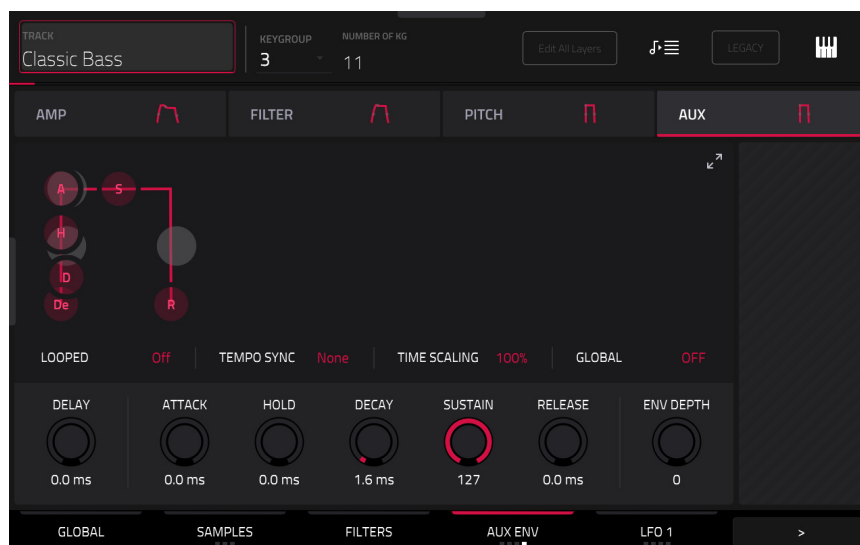 TRACK
Classic Bass
KEYGROUP
3
NUMBER OF KG
11
Edit All Layers
LEGACY
AMP
FILTER
PITCH
AUX
A
S
H
D
De
R
LOOPED Off
TEMPO SYNC None
TIME SCALING 100%
GLOBAL OFF
DELAY ATTACK HOLD DECAY SUSTAIN RELEASE ENV DEPTH
0.0 ms 0.0 ms 0.0 ms 1.6 ms 127 0.0 ms 0
GLOBAL SAMPLES FILTERS AUX ENV LFO 1 >